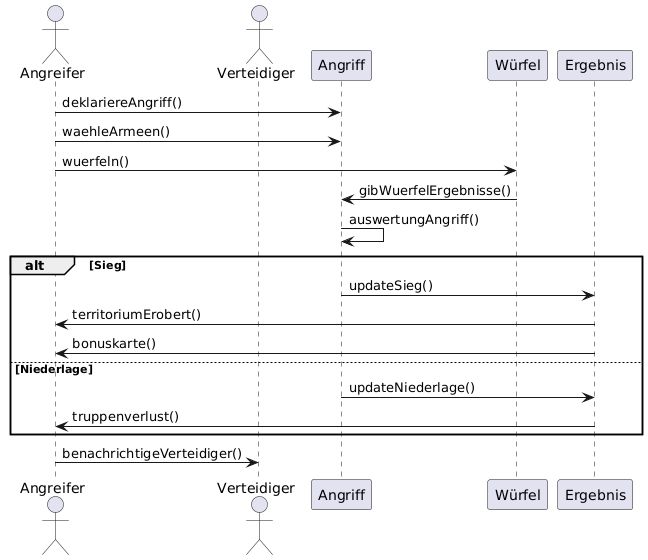 Angreifer
Verteidiger
Angriff
Würfel
Ergebnis
deklariereAngriff()
waehleArmeen()
wuerfeln()
gibWuerfelErgebnisse()
auswertungAngriff()
alt [Sieg]
updateSieg()
territoriumErobert()
bonuskarte()
[Niederlage]
updateNiederlage()
truppenverlust()
benachrichtigeVerteidiger()
Angreifer
Verteidiger
Angriff
Würfel
Ergebnis